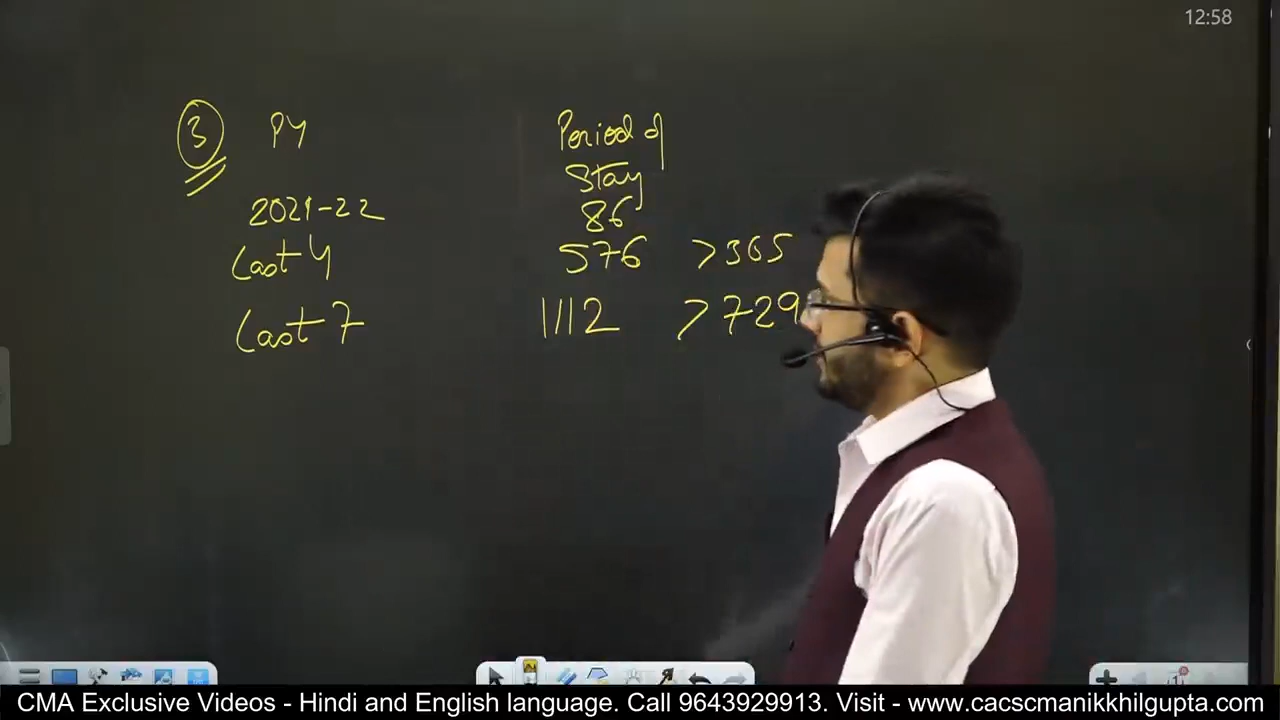 12:58
3 PY Period of
Stay
2021-22 86
Last 4 576 >365
Last 7 1112 >729
CMA Exclusive Videos - Hindi and English language. Call 9643929913. Visit - www.cacscmanikkhilgupta.com